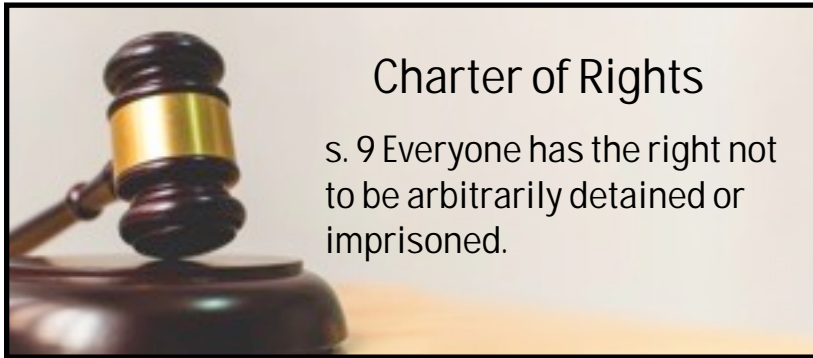 Charter of Rights
s. 9 Everyone has the right not
to be arbitrarily detained or
imprisoned.